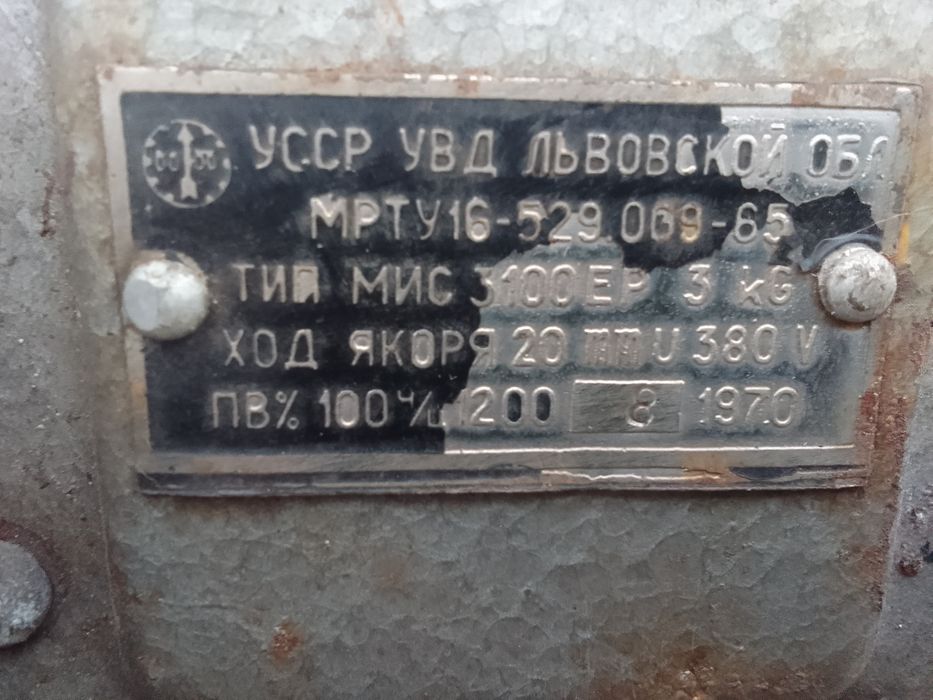 УССР УВД ЛЬВОВСКОЙ ОБЛ
МРТУ16-529.009-65
ТИП МИС 3100ЕР 3 kG
ХОД ЯКОРЯ 20 mm U 380 V
ПВ% 100 Ч/Ш 1200 8 1970